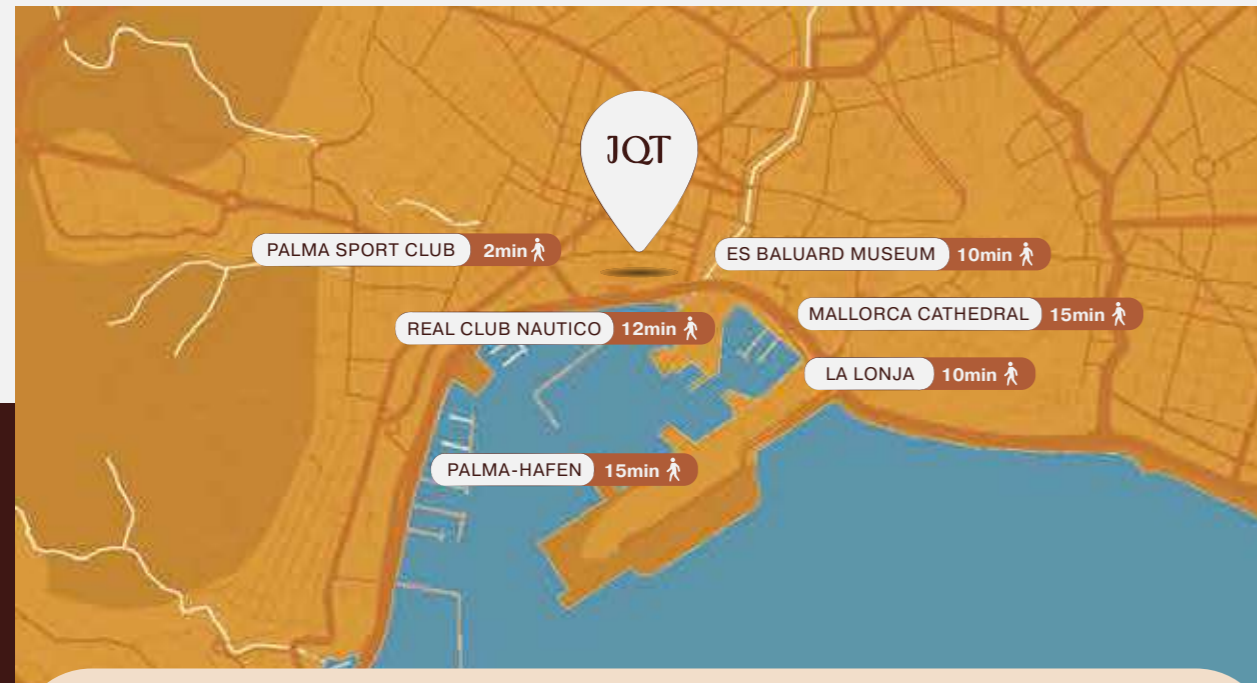 JQT
PALMA SPORT CLUB 2min
ES BALUARD MUSEUM 10min
REAL CLUB NAUTICO 12min
MALLORCA CATHEDRAL 15min
LA LONJA 10min
PALMA-HAFEN 15min